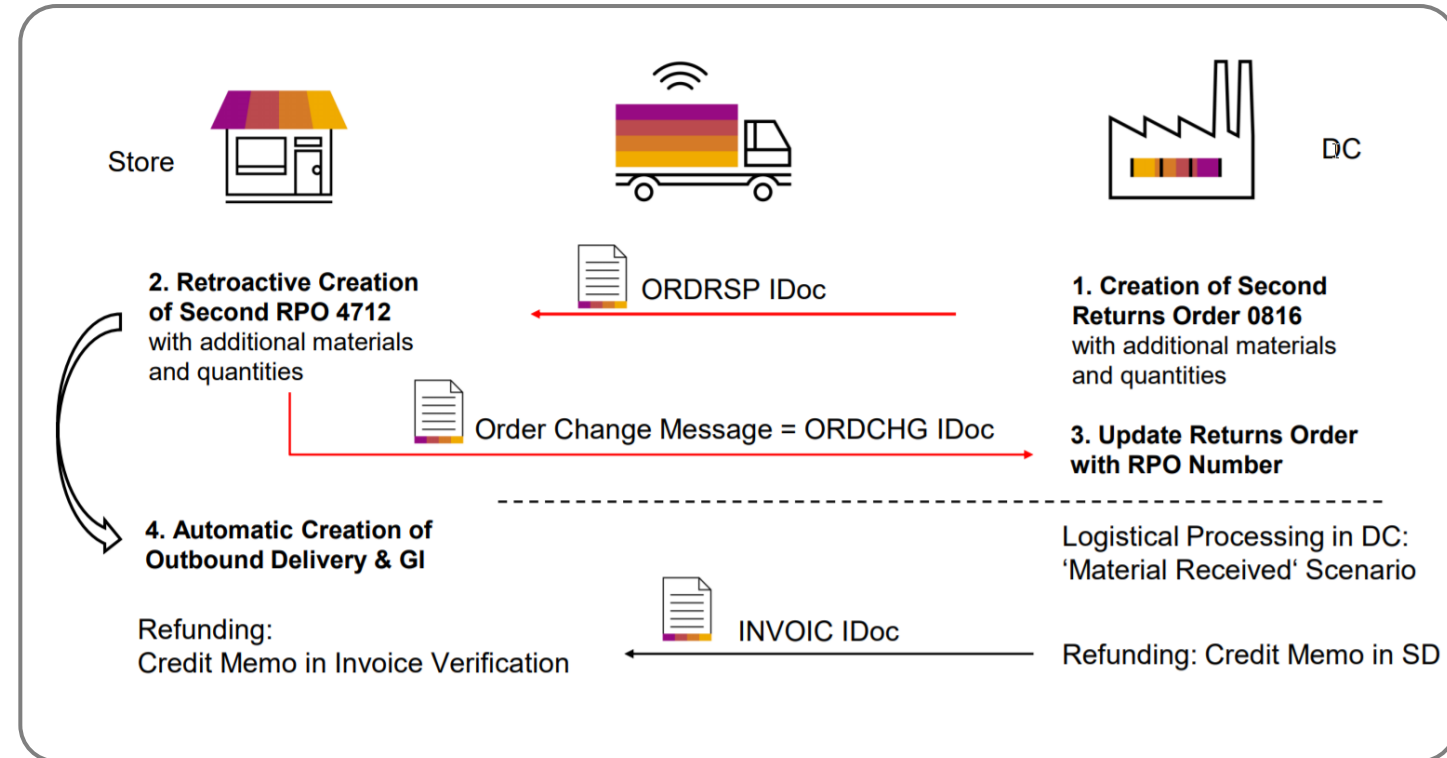 Store
DC
ORDRSP IDoc
2. Retroactive Creation
of Second RPO 4712
with additional materials
and quantities
1. Creation of Second
Returns Order 0816
with additional materials
and quantities
Order Change Message = ORDCHG IDoc
3. Update Returns Order
with RPO Number
4. Automatic Creation of
Outbound Delivery & GI
Logistical Processing in DC:
‘Material Received‘ Scenario
INVOIC IDoc
Refunding:
Credit Memo in Invoice Verification
Refunding: Credit Memo in SD